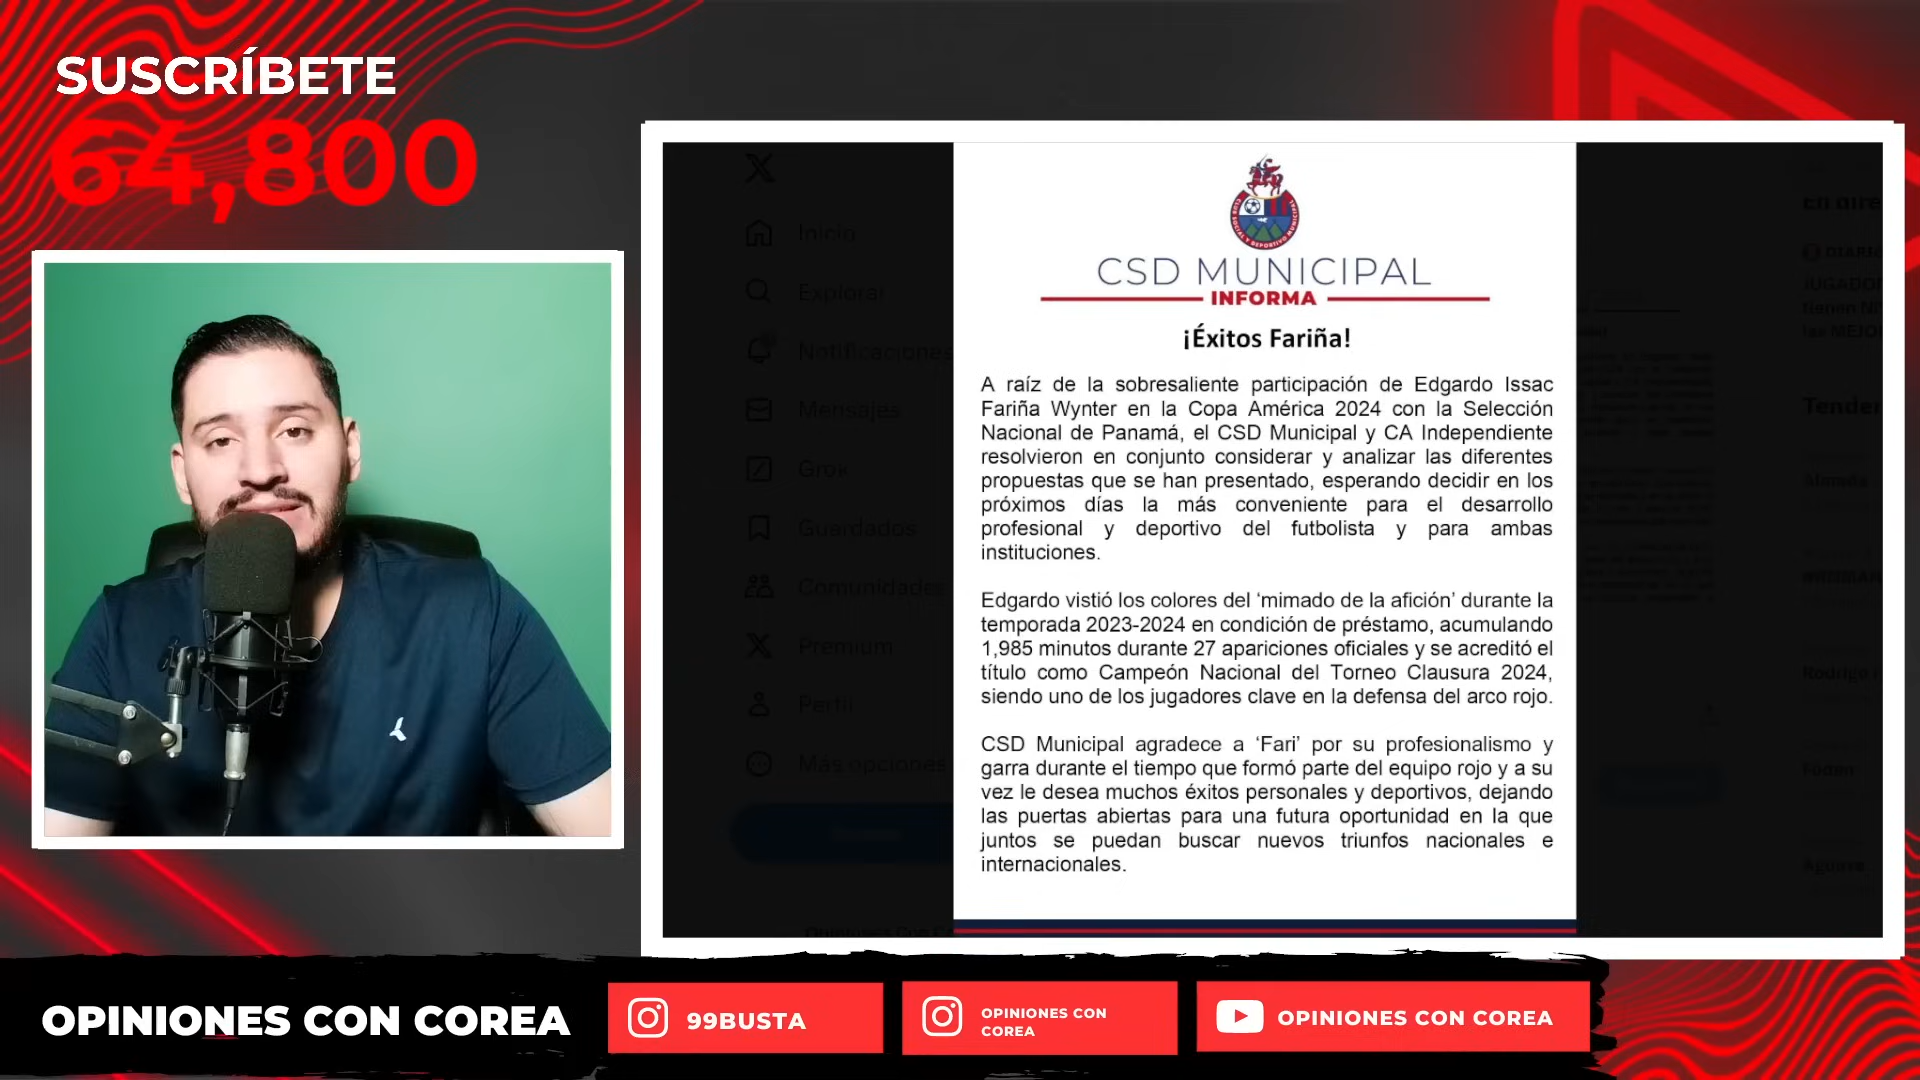 SUSCRÍBETE
64,800
Inicio
Explorar
Notificaciones
Mensajes
Grok
Guardados
Comunidades
Premium
Perfil
Más opciones
CLUB SOCIAL Y DEPORTIVO MUNICIPAL
CSD MUNICIPAL
INFORMA
¡Éxitos Fariña!
A raíz de la sobresaliente participación de Edgardo Issac
Fariña Wynter en la Copa América 2024 con la Selección
Nacional de Panamá, el CSD Municipal y CA Independiente
resolvieron en conjunto considerar y analizar las diferentes
propuestas que se han presentado, esperando decidir en los
próximos días la más conveniente para el desarrollo
profesional y deportivo del futbolista y para ambas
instituciones.
Edgardo vistió los colores del ‘mimado de la afición’ durante la
temporada 2023-2024 en condición de préstamo, acumulando
1,985 minutos durante 27 apariciones oficiales y se acreditó el
título como Campeón Nacional del Torneo Clausura 2024,
siendo uno de los jugadores clave en la defensa del arco rojo.
CSD Municipal agradece a ‘Fari’ por su profesionalismo y
garra durante el tiempo que formó parte del equipo rojo y a su
vez le desea muchos éxitos personales y deportivos, dejando
las puertas abiertas para una futura oportunidad en la que
juntos se puedan buscar nuevos triunfos nacionales e
internacionales.
OPINIONES CON COREA
99BUSTA
OPINIONES CON
COREA
OPINIONES CON COREA